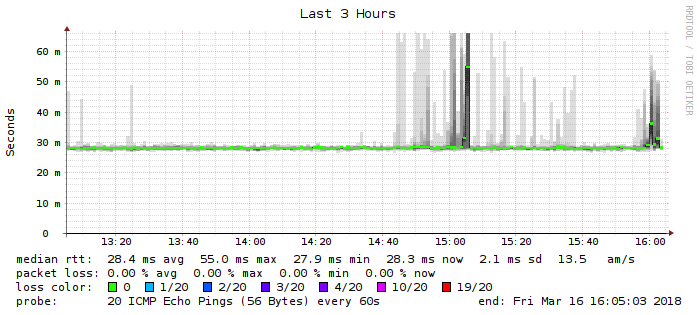 Last 3 Hours
RRDTOOL / TOBI OETIKER
Seconds
60 m
50 m
40 m
30 m
20 m
10 m
0
13:20 13:40 14:00 14:20 14:40 15:00 15:20 15:40 16:00
median rtt: 28.4 ms avg 55.0 ms max 27.9 ms min 28.3 ms now 2.1 ms sd 13.5 am/s
packet loss: 0.00 % avg 0.00 % max 0.00 % min 0.00 % now
loss color: 0 1/20 2/20 3/20 4/20 10/20 19/20
probe: 20 ICMP Echo Pings (56 Bytes) every 60s end: Fri Mar 16 16:05:03 2018